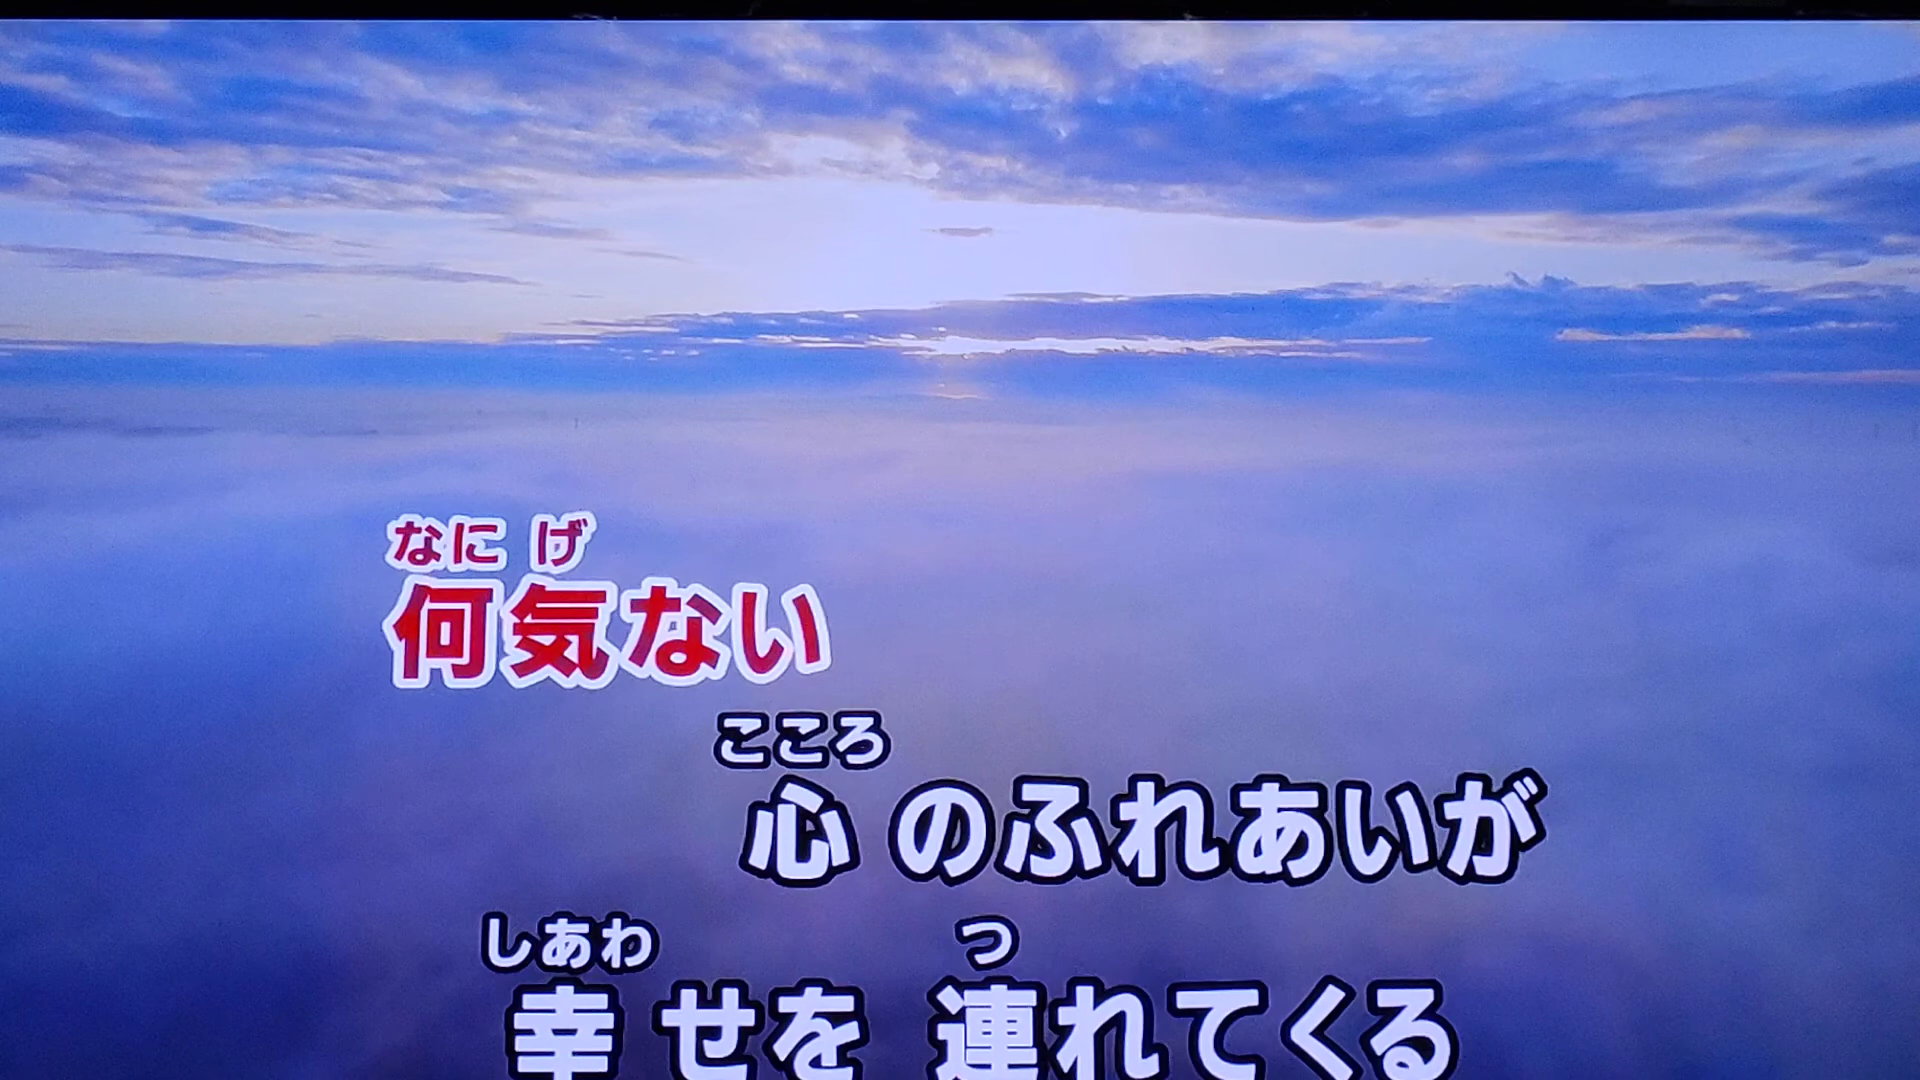 なに げ
何気ない
こころ
心のふれあいが
しあわ つ
幸せを 連れてくる